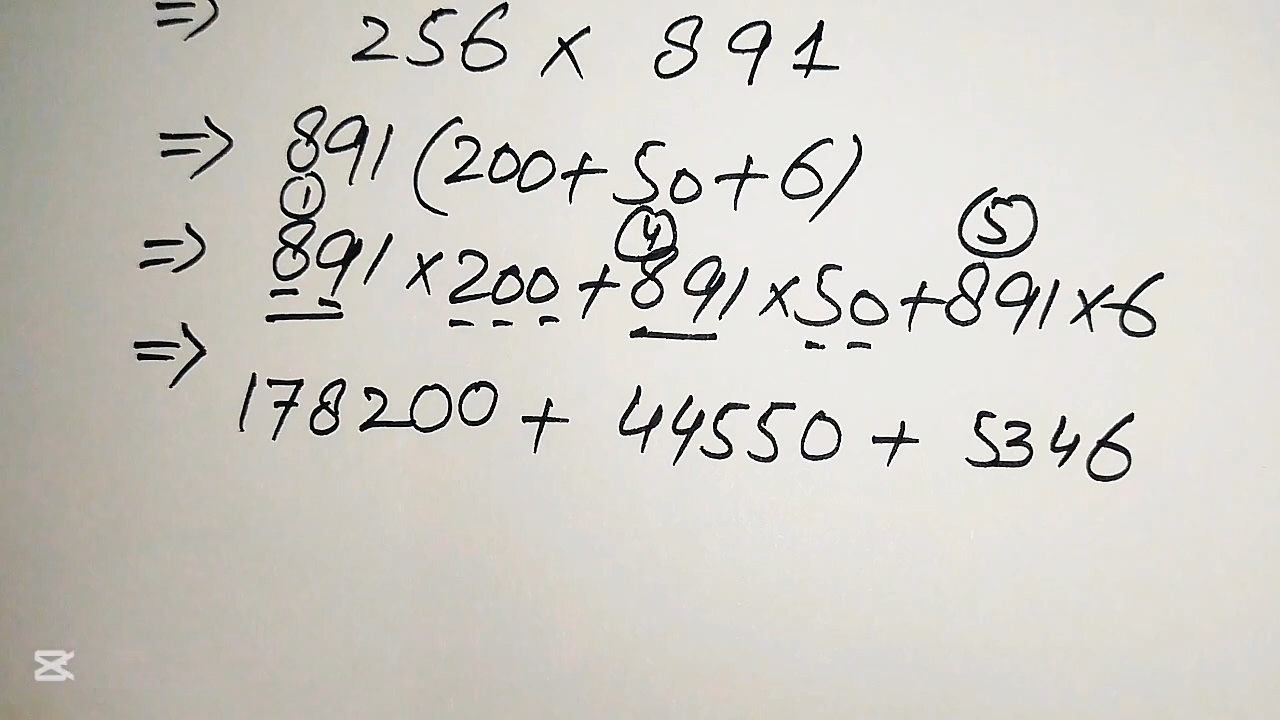 => 256 × 891
=> 891 (200 + 50 + 6)
① ④ ⑤
=> 891 × 200 + 891 × 50 + 891 × 6
=> 178200 + 44550 + 5346